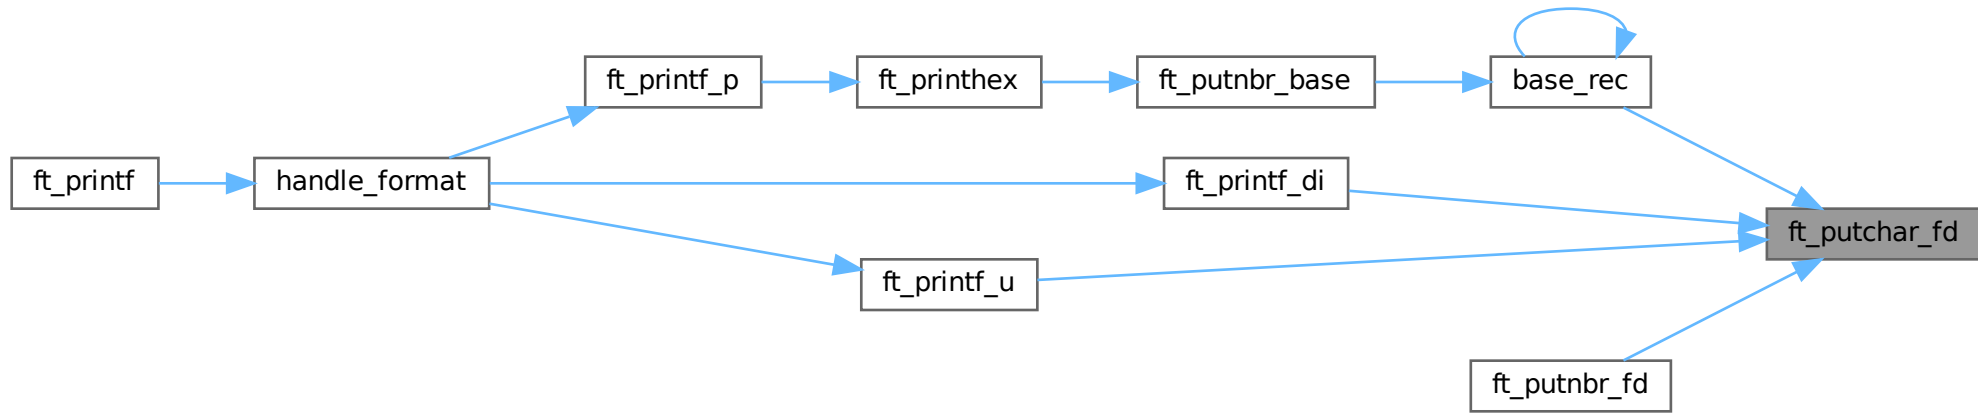 ft_printf_p
ft_printhex
ft_putnbr_base
base_rec
ft_printf
handle_format
ft_printf_di
ft_putchar_fd
ft_printf_u
ft_putnbr_fd